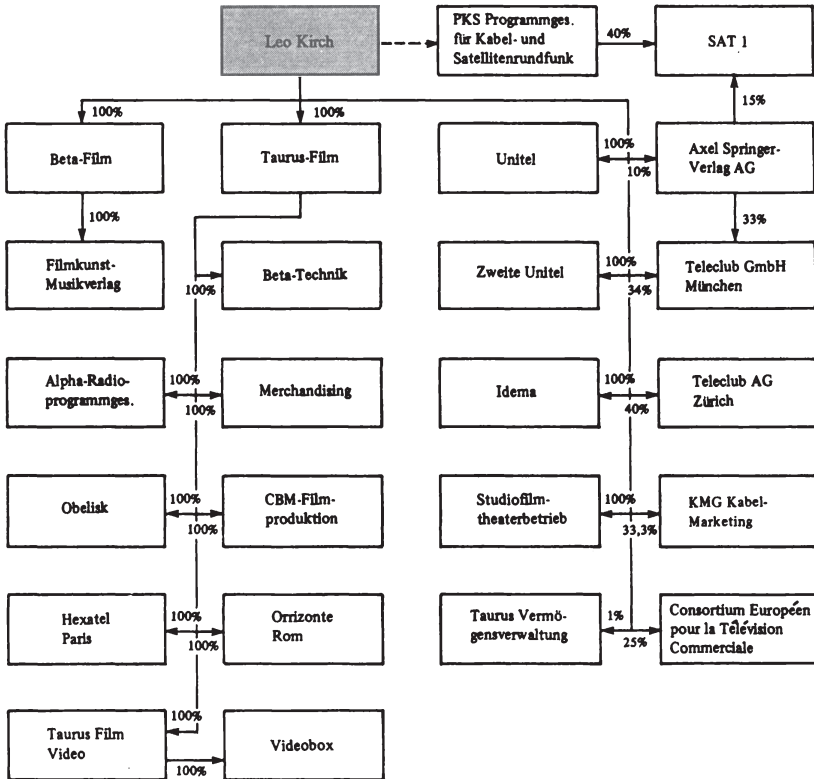 Leo Kirch
PKS Programmges.
für Kabel- und
Satellitenrundfunk
40%
SAT 1
100%
100%
15%
Beta-Film
Taurus-Film
Unitel
100%
10%
Axel Springer-
Verlag AG
100%
33%
Filmkunst-
Musikverlag
100%
Beta-Technik
Zweite Unitel
100%
34%
Teleclub GmbH
München
Alpha-Radio-
programmges.
100%
100%
Merchandising
Idema
100%
40%
Teleclub AG
Zürich
Obelisk
100%
100%
CBM-Film-
produktion
Studiofilm-
theaterbetrieb
100%
33,3%
KMG Kabel-
Marketing
Hexatel
Paris
100%
100%
Orrizonte
Rom
Taurus Vermö-
gensverwaltung
1%
25%
Consortium Européen
pour la Télévision
Commerciale
Taurus Film
Video
100%
100%
Videobox